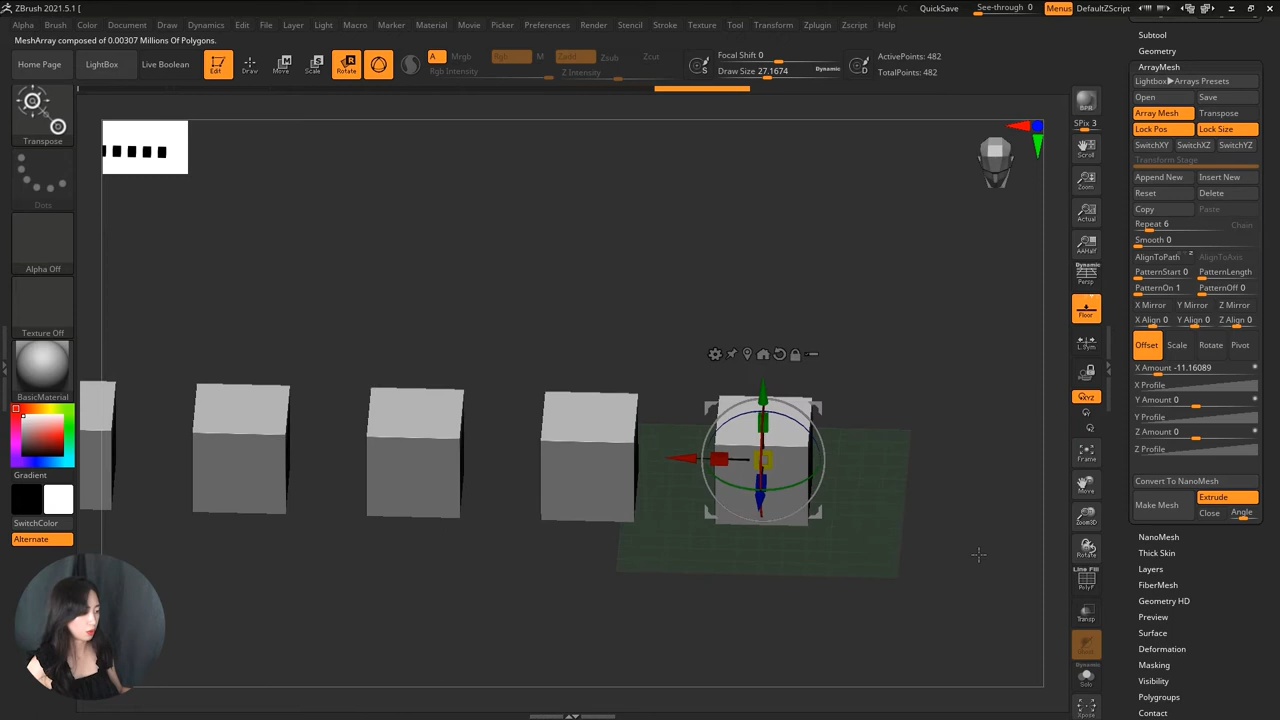 ZBrush 2021.5.1 [
AC QuickSave See-through 0 Menus DefaultZScript
Alpha Brush Color Document Draw Dynamics Edit File Layer Light Macro Marker Material Movie Picker Preferences Render Stencil Stroke Texture Tool Transform Zplugin Zscript Help
MeshArray composed of 0.00307 Millions Of Polygons.
Home Page LightBox Live Boolean Edit Draw Move Scale Rotate
A Mrgb Rgb M Zadd Zsub Zcut
Rgb Intensity Z Intensity
Focal Shift 0
Draw Size 27.1674 Dynamic
S D
ActivePoints: 482
TotalPoints: 482
Transpose
Dots
Alpha Off
Texture Off
BasicMaterial
Gradient
SwitchColor
Alternate
BPR
SPix 3
Scroll
Zoom
Actual
AAHalf
Dynamic
Persp
Floor
L.Sym
XYZ
Frame
Move
Zoom3D
Rotate
Line Fill
PolyF
Transp
Dynamic
Solo
Xpose
Subtool
Geometry
ArrayMesh
Lightbox▶Arrays Presets
Open Save
Array Mesh Transpose
Lock Pos Lock Size
SwitchXY SwitchXZ SwitchYZ
Transform Stage
Append New Insert New
Reset Delete
Copy Paste
Repeat 6 Chain
Smooth 0
AlignToPath AlignToAxis
PatternStart 0 PatternLength
PatternOn 1 PatternOff 0
X Mirror Y Mirror Z Mirror
X Align 0 Y Align 0 Z Align 0
Offset Scale Rotate Pivot
X Amount -11.16089
X Profile
Y Amount 0
Y Profile
Z Amount 0
Z Profile
Convert To NanoMesh
Make Mesh Extrude
Close Angle
NanoMesh
Thick Skin
Layers
FiberMesh
Geometry HD
Preview
Surface
Deformation
Masking
Visibility
Polygroups
Contact